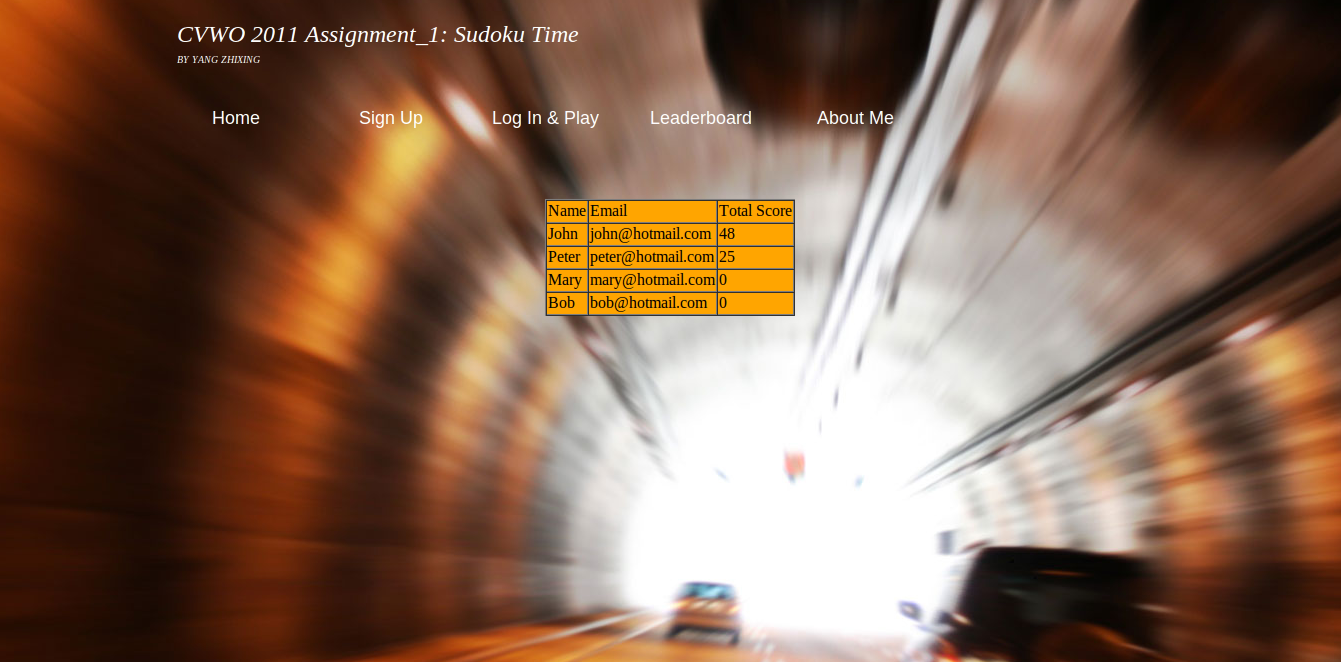 CVWO 2011 Assignment_1: Sudoku Time
BY YANG ZHIXING
Home Sign Up Log In & Play Leaderboard About Me
Name Email Total Score
John john@hotmail.com 48
Peter peter@hotmail.com 25
Mary mary@hotmail.com 0
Bob bob@hotmail.com 0